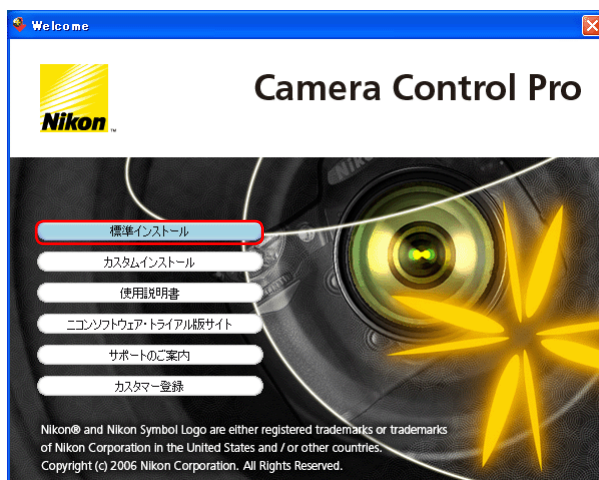 Welcome
Nikon
Camera Control Pro
標準インストール
カスタムインストール
使用説明書
ニコンソフトウェア・トライアル版サイト
サポートのご案内
カスタマー登録
Nikon® and Nikon Symbol Logo are either registered trademarks or trademarks
of Nikon Corporation in the United States and / or other countries.
Copyright (c) 2006 Nikon Corporation. All Rights Reserved.